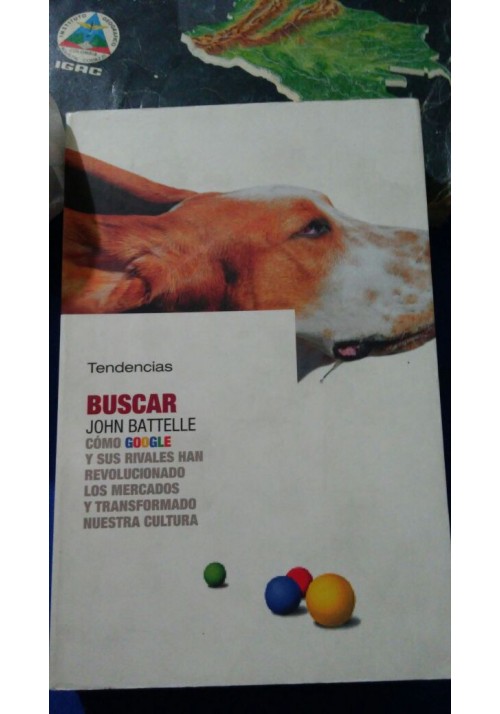 IGAC
Tendencias
BUSCAR
JOHN BATTELLE
CÓMO GOOGLE
Y SUS RIVALES HAN
REVOLUCIONADO
LOS MERCADOS
Y TRANSFORMADO
NUESTRA CULTURA